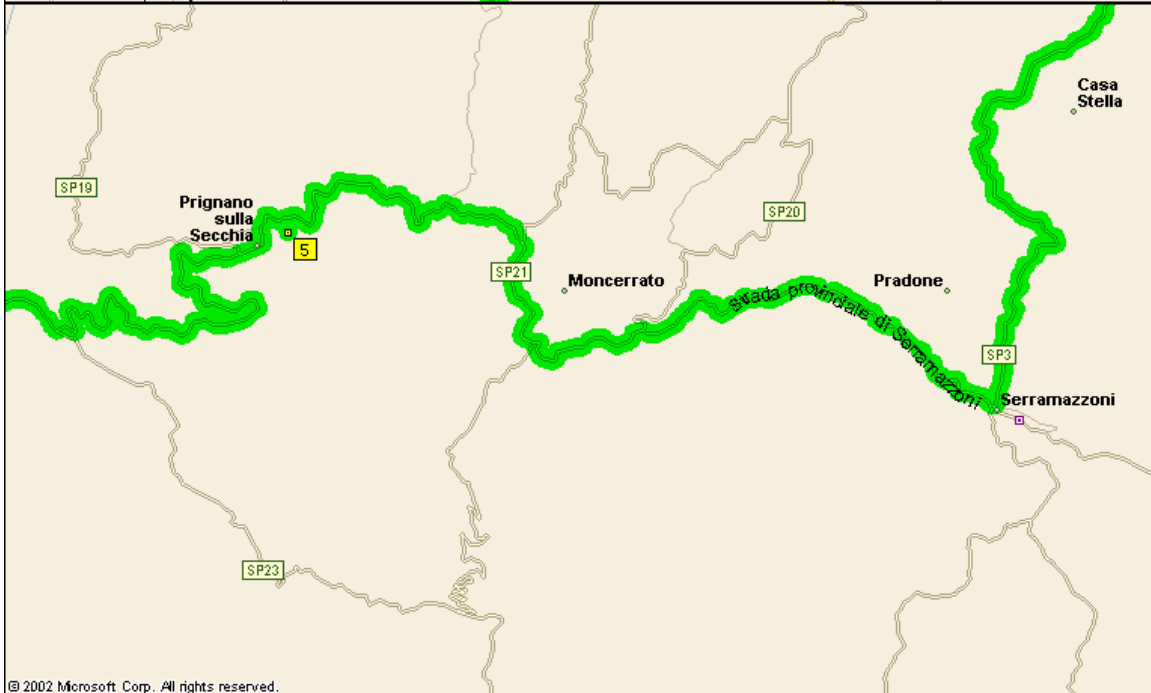 Casa
Stella
SP19
Prignano
sulla
Secchia
SP20
5
SP21
Moncerrato
Pradone
strada provinciale di Serramazzoni
SP3
Serramazzoni
SP23
© 2002 Microsoft Corp. All rights reserved.